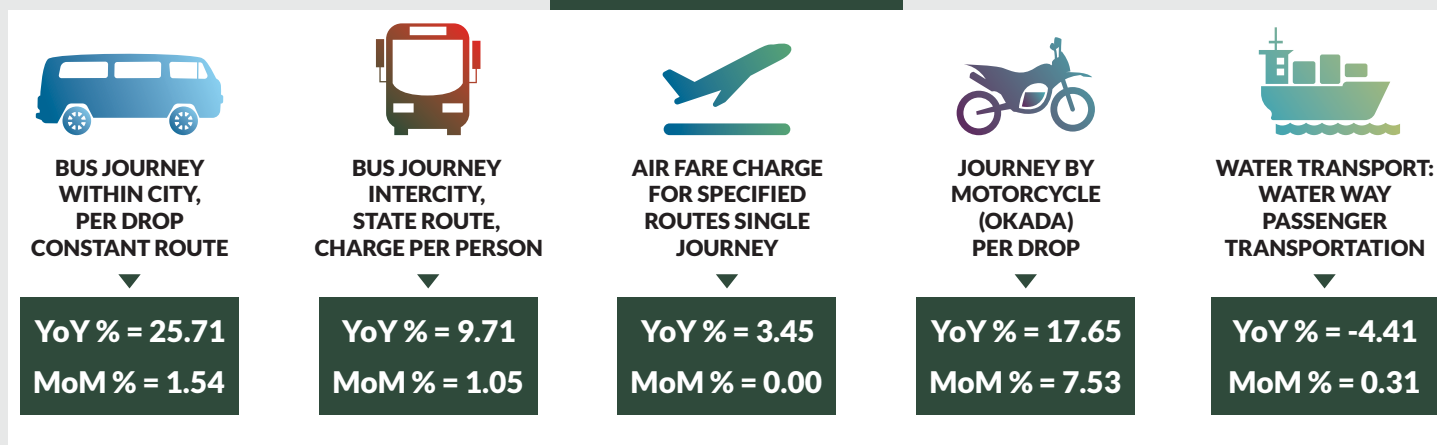 BUS JOURNEY
WITHIN CITY,
PER DROP
CONSTANT ROUTE
YoY % = 25.71
MoM % = 1.54
BUS JOURNEY
INTERCITY,
STATE ROUTE,
CHARGE PER PERSON
YoY % = 9.71
MoM % = 1.05
AIR FARE CHARGE
FOR SPECIFIED
ROUTES SINGLE
JOURNEY
YoY % = 3.45
MoM % = 0.00
JOURNEY BY
MOTORCYCLE
(OKADA)
PER DROP
YoY % = 17.65
MoM % = 7.53
WATER TRANSPORT:
WATER WAY
PASSENGER
TRANSPORTATION
YoY % = -4.41
MoM % = 0.31